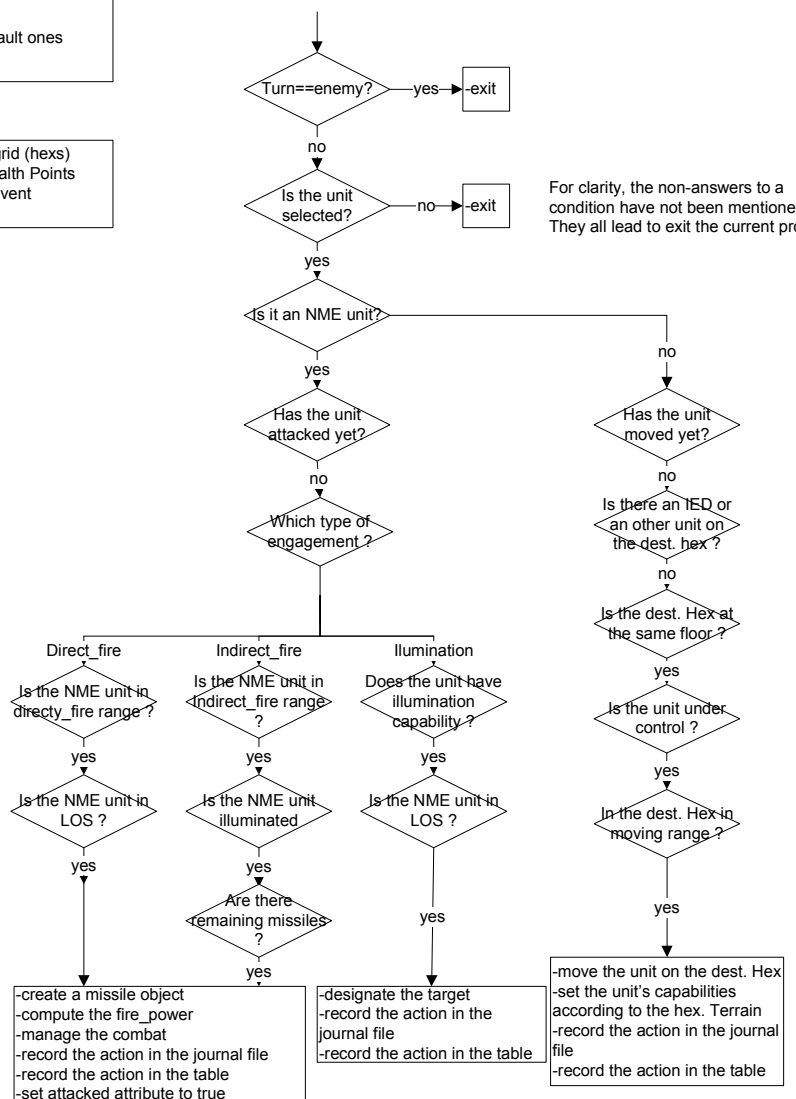 ault ones
grid (hexs)
alth Points
vent
Turn==enemy?
yes
-exit
no
Is the unit
selected?
no
-exit
For clarity, the non-answers to a
condition have not been mentione
They all lead to exit the current pro
yes
Is it an NME unit?
no
yes
Has the unit
attacked yet?
Has the unit
moved yet?
no
no
Which type of
engagement ?
Is there an IED or
an other unit on
the dest. hex ?
no
Is the dest. Hex at
the same floor ?
Direct_fire
Indirect_fire
Ilumination
Is the NME unit in
directy_fire range ?
Is the NME unit in
Indirect_fire range
?
Does the unit have
illumination
capability ?
yes
Is the unit under
control ?
yes
yes
yes
yes
Is the NME unit in
LOS ?
Is the NME unit
illuminated
Is the NME unit in
LOS ?
In the dest. Hex in
moving range ?
yes
yes
Are there
remaining missiles
?
yes
yes
yes
-create a missile object
-compute the fire_power
-manage the combat
-record the action in the journal file
-record the action in the table
-set attacked attribute to true
-designate the target
-record the action in the
journal file
-record the action in the table
-move the unit on the dest. Hex
-set the unit's capabilities
according to the hex. Terrain
-record the action in the journal
file
-record the action in the table